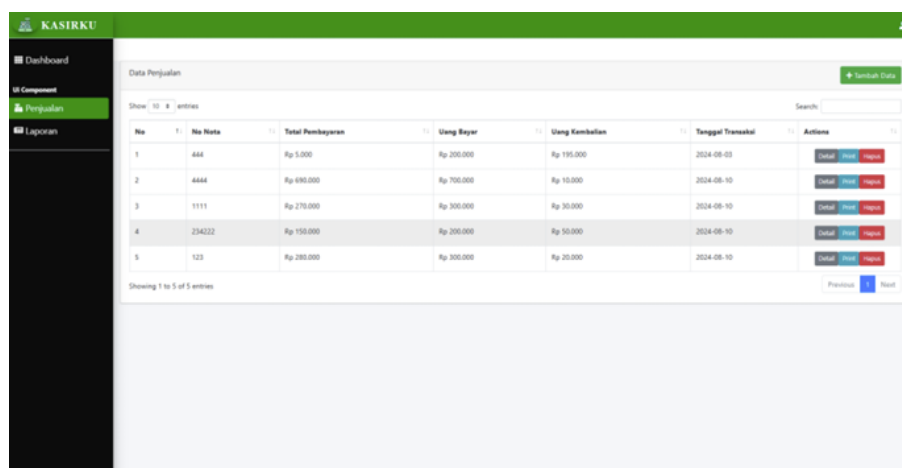 KASIRKU
Dashboard
UI Component
Penjualan
Laporan
Data Penjualan
+ Tambah Data
Show 10 entries
Search:
No No Nota Total Pembayaran Uang Bayar Uang Kembalian Tanggal Transaksi Actions
1 444 Rp 5.000 Rp 200.000 Rp 195.000 2024-08-03 Detail Print Hapus
2 4444 Rp 690.000 Rp 700.000 Rp 10.000 2024-08-10 Detail Print Hapus
3 1111 Rp 270.000 Rp 300.000 Rp 30.000 2024-08-10 Detail Print Hapus
4 234222 Rp 150.000 Rp 200.000 Rp 50.000 2024-08-10 Detail Print Hapus
5 123 Rp 280.000 Rp 300.000 Rp 20.000 2024-08-10 Detail Print Hapus
Showing 1 to 5 of 5 entries
Previous 1 Next